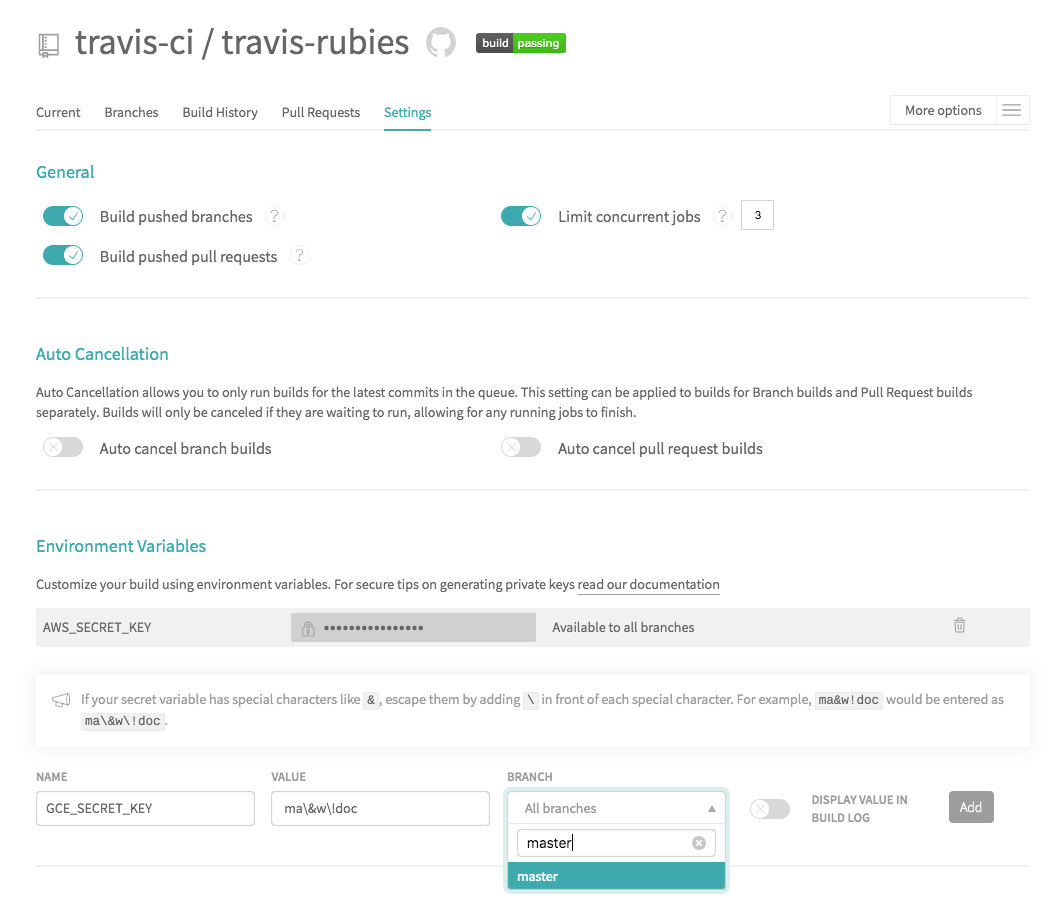 travis-ci / travis-rubies build passing
Current Branches Build History Pull Requests Settings More options
General
Build pushed branches ? Limit concurrent jobs ? 3
Build pushed pull requests ?
Auto Cancellation
Auto Cancellation allows you to only run builds for the latest commits in the queue. This setting can be applied to builds for Branch builds and Pull Request builds
separately. Builds will only be canceled if they are waiting to run, allowing for any running jobs to finish.
Auto cancel branch builds Auto cancel pull request builds
Environment Variables
Customize your build using environment variables. For secure tips on generating private keys read our documentation
AWS_SECRET_KEY •••••••••••••••• Available to all branches
If your secret variable has special characters like &, escape them by adding \ in front of each special character. For example, ma&w!doc would be entered as
ma\&w\!doc.
NAME VALUE BRANCH
GCE_SECRET_KEY ma\&w\!doc All branches DISPLAY VALUE IN
BUILD LOG Add
master
master